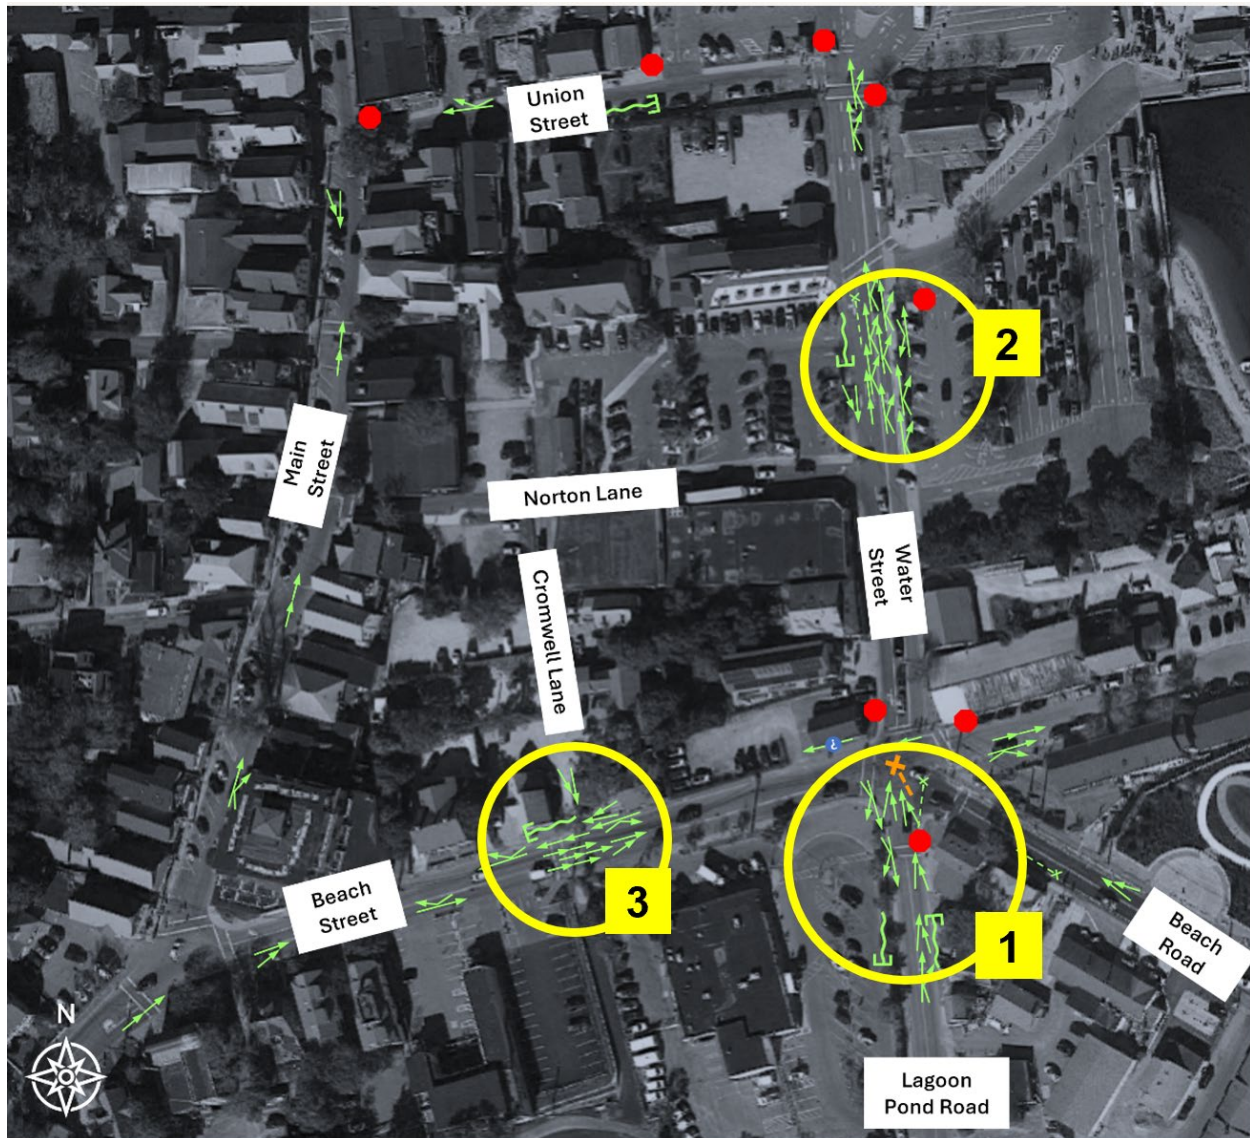 Union
Street
2
Main
Street
Norton Lane
Water
Street
Cromwell Lane
3
Beach
Street
1
Beach
Road
N
Lagoon
Pond Road